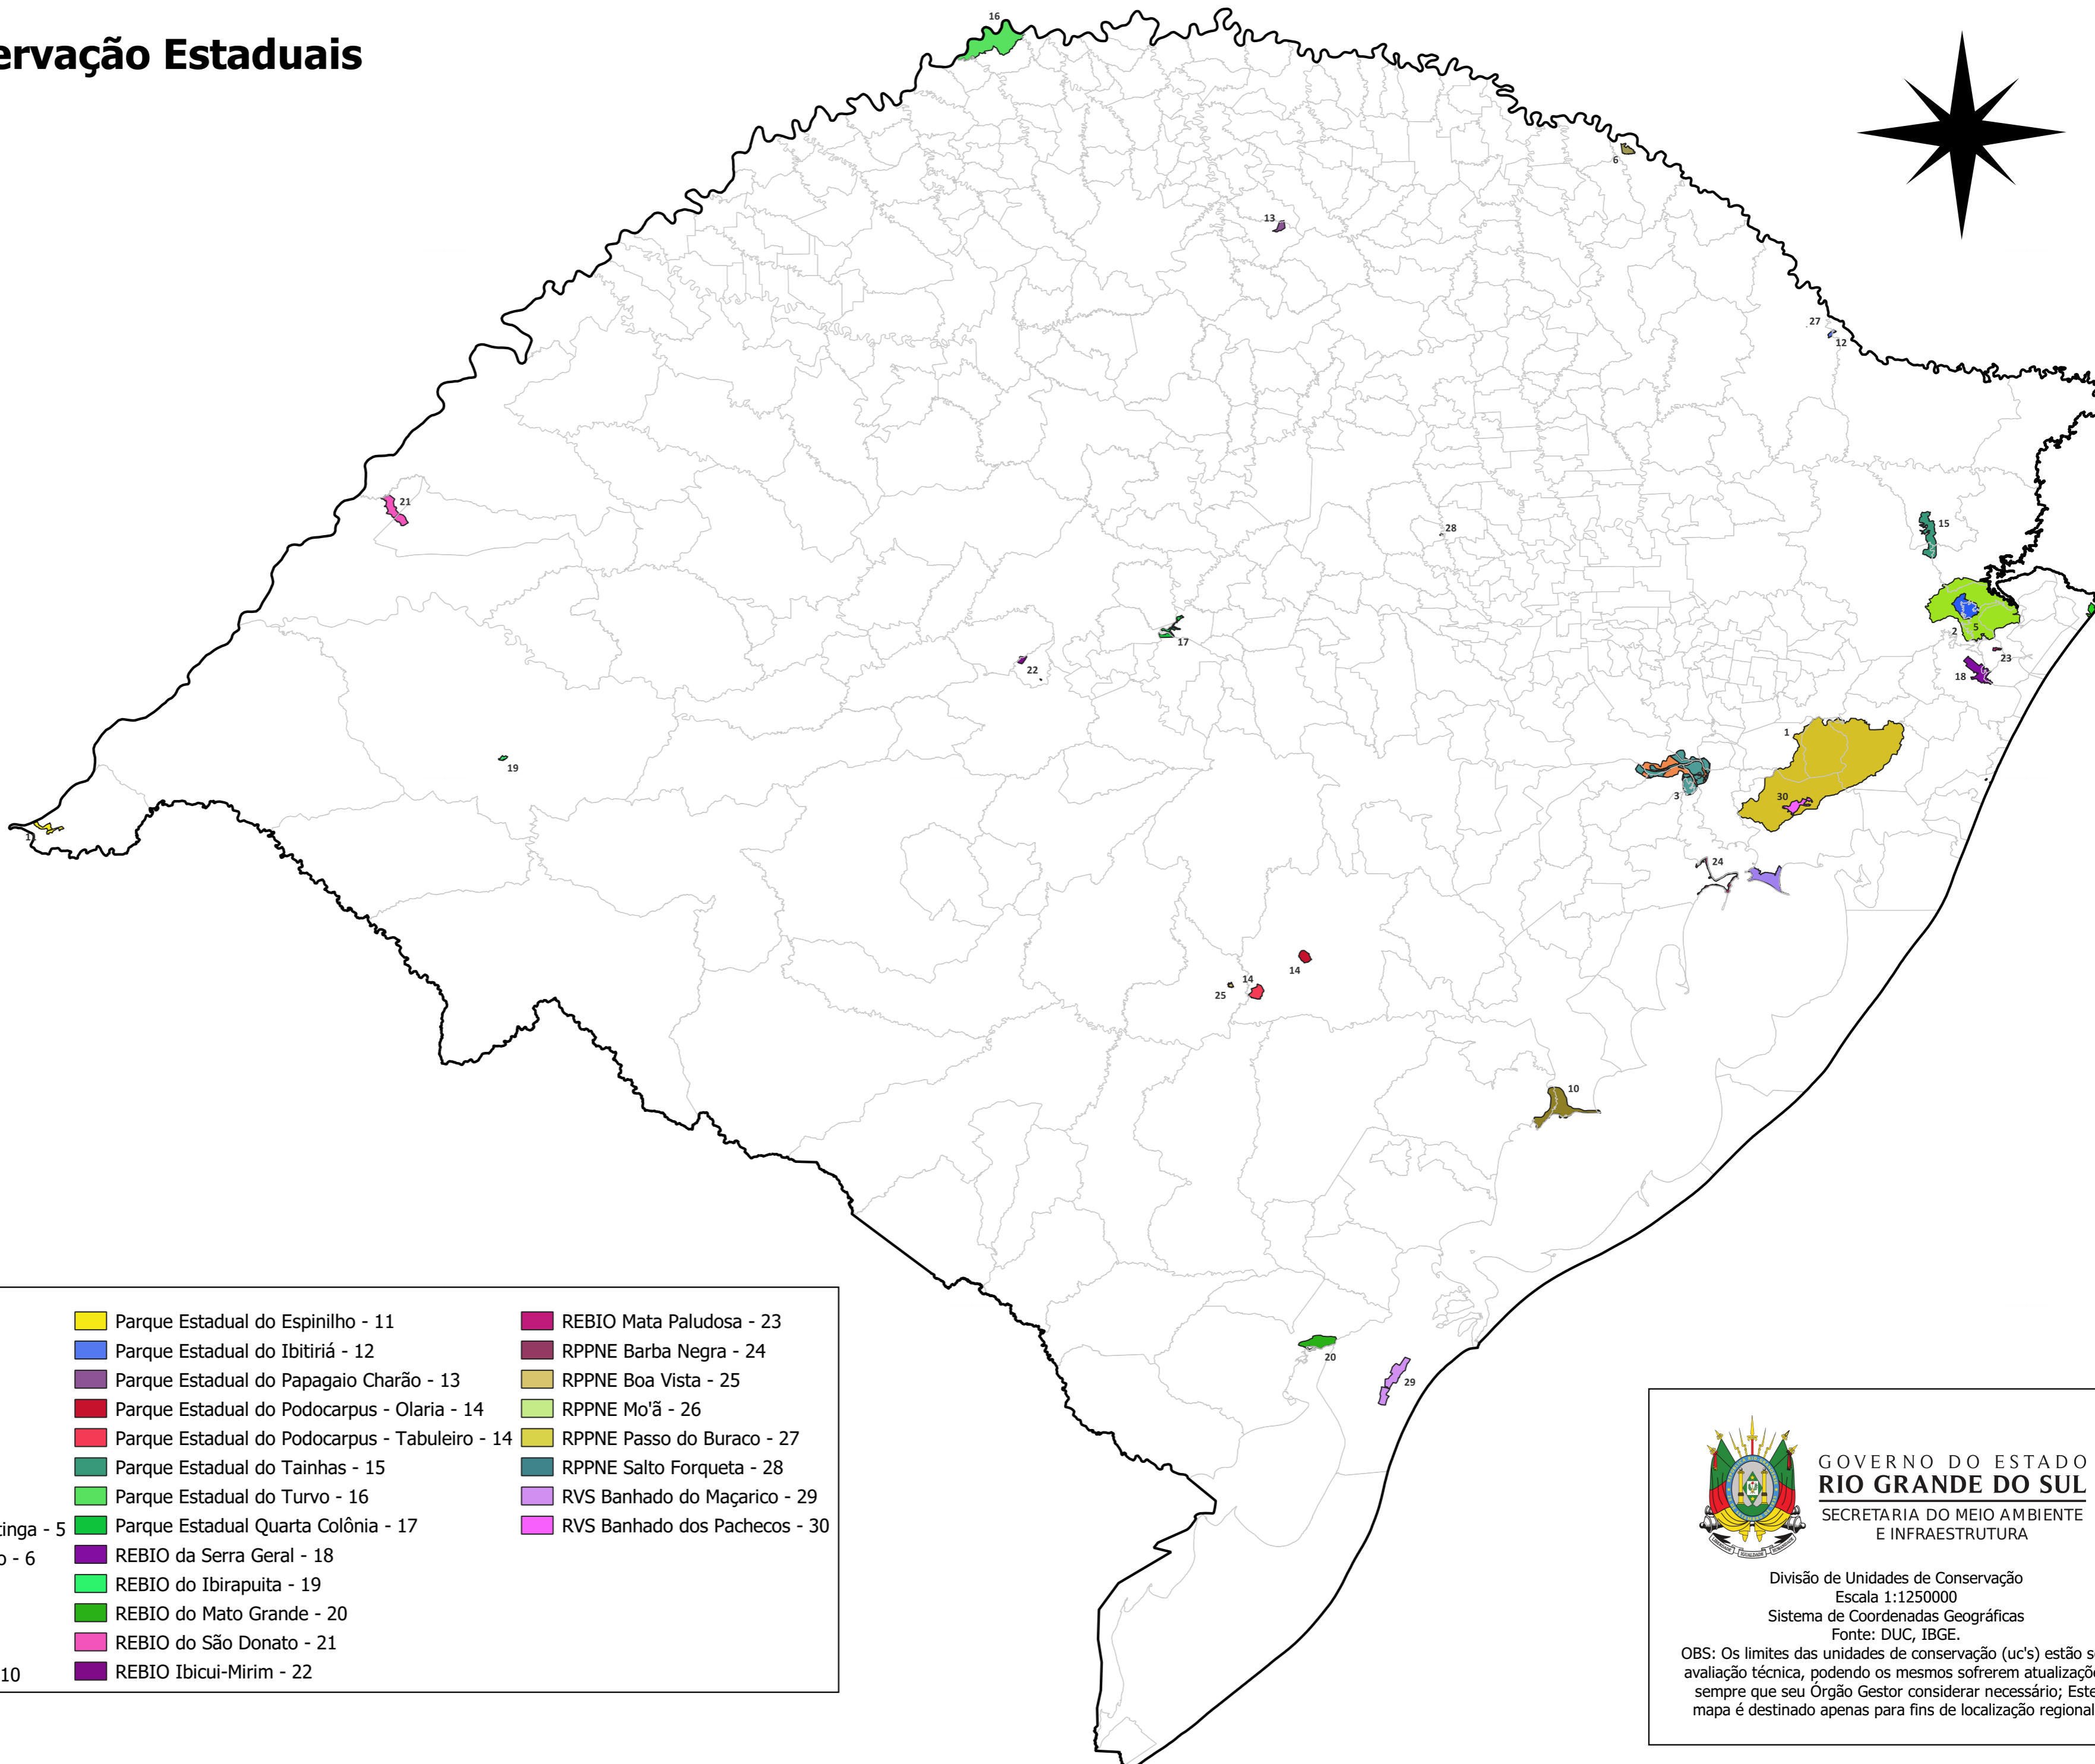 ervação Estaduais
16
6
13
27
12
21
28
15
17
2
5
22
23
18
1
19
30
3
11
24
14
14
25
10
20
29
tinga - 5
o - 6
10
Parque Estadual do Espinilho - 11
Parque Estadual do Ibitiriá - 12
Parque Estadual do Papagaio Charão - 13
Parque Estadual do Podocarpus - Olaria - 14
Parque Estadual do Podocarpus - Tabuleiro - 14
Parque Estadual do Tainhas - 15
Parque Estadual do Turvo - 16
Parque Estadual Quarta Colônia - 17
REBIO da Serra Geral - 18
REBIO do Ibirapuita - 19
REBIO do Mato Grande - 20
REBIO do São Donato - 21
REBIO Ibicui-Mirim - 22
REBIO Mata Paludosa - 23
RPPNE Barba Negra - 24
RPPNE Boa Vista - 25
RPPNE Mo'ã - 26
RPPNE Passo do Buraco - 27
RPPNE Salto Forqueta - 28
RVS Banhado do Maçarico - 29
RVS Banhado dos Pachecos - 30
GOVERNO DO ESTADO
RIO GRANDE DO SUL
SECRETARIA DO MEIO AMBIENTE
E INFRAESTRUTURA
Divisão de Unidades de Conservação
Escala 1:1250000
Sistema de Coordenadas Geográficas
Fonte: DUC, IBGE.
OBS: Os limites das unidades de conservação (uc's) estão s
avaliação técnica, podendo os mesmos sofrerem atualizaçõ
sempre que seu Órgão Gestor considerar necessário; Este
mapa é destinado apenas para fins de localização regional